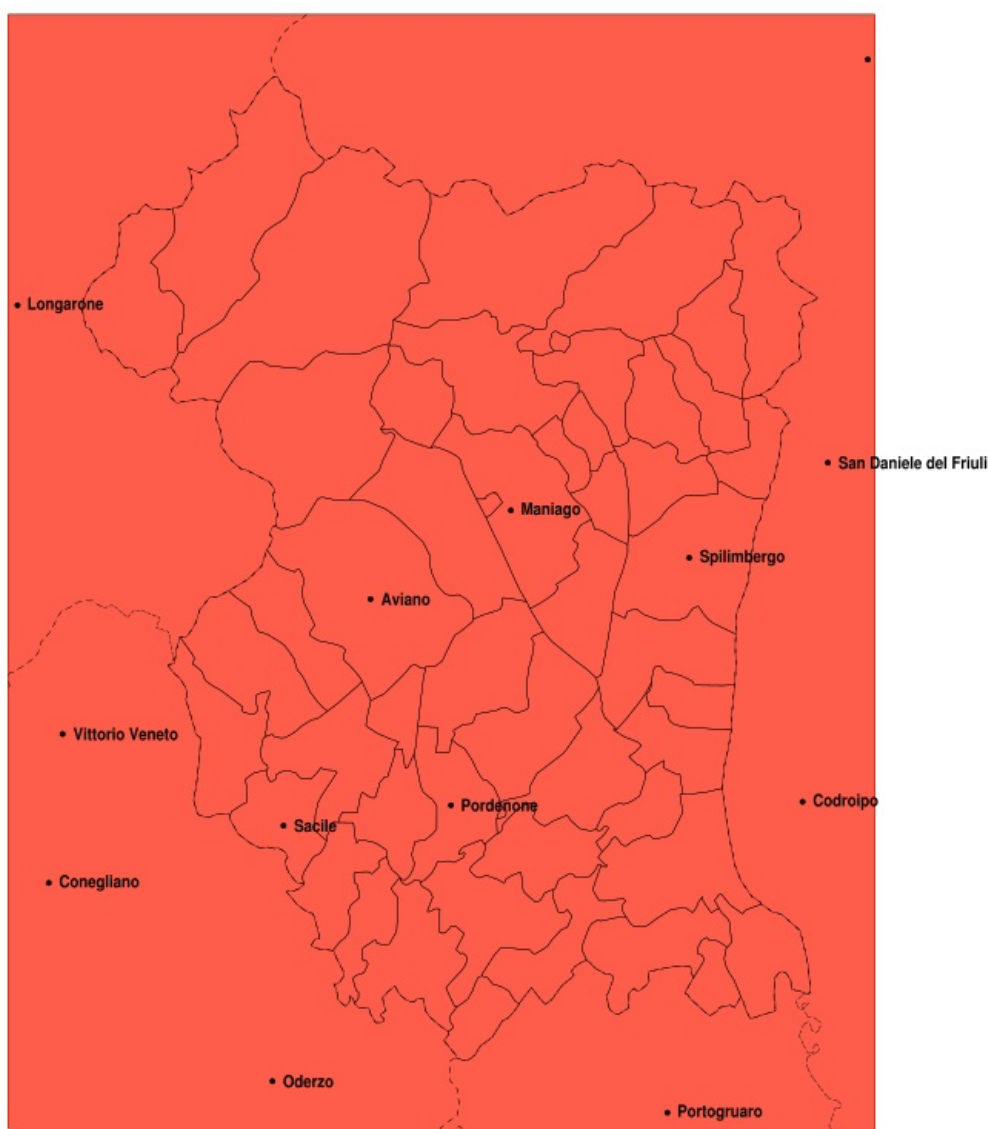 Longarone
San Daniele del Friuli
Maniago
Spilimbergo
Aviano
Vittorio Veneto
Pordenone
Codroipo
Sacile
Conegliano
Oderzo
Portogruaro